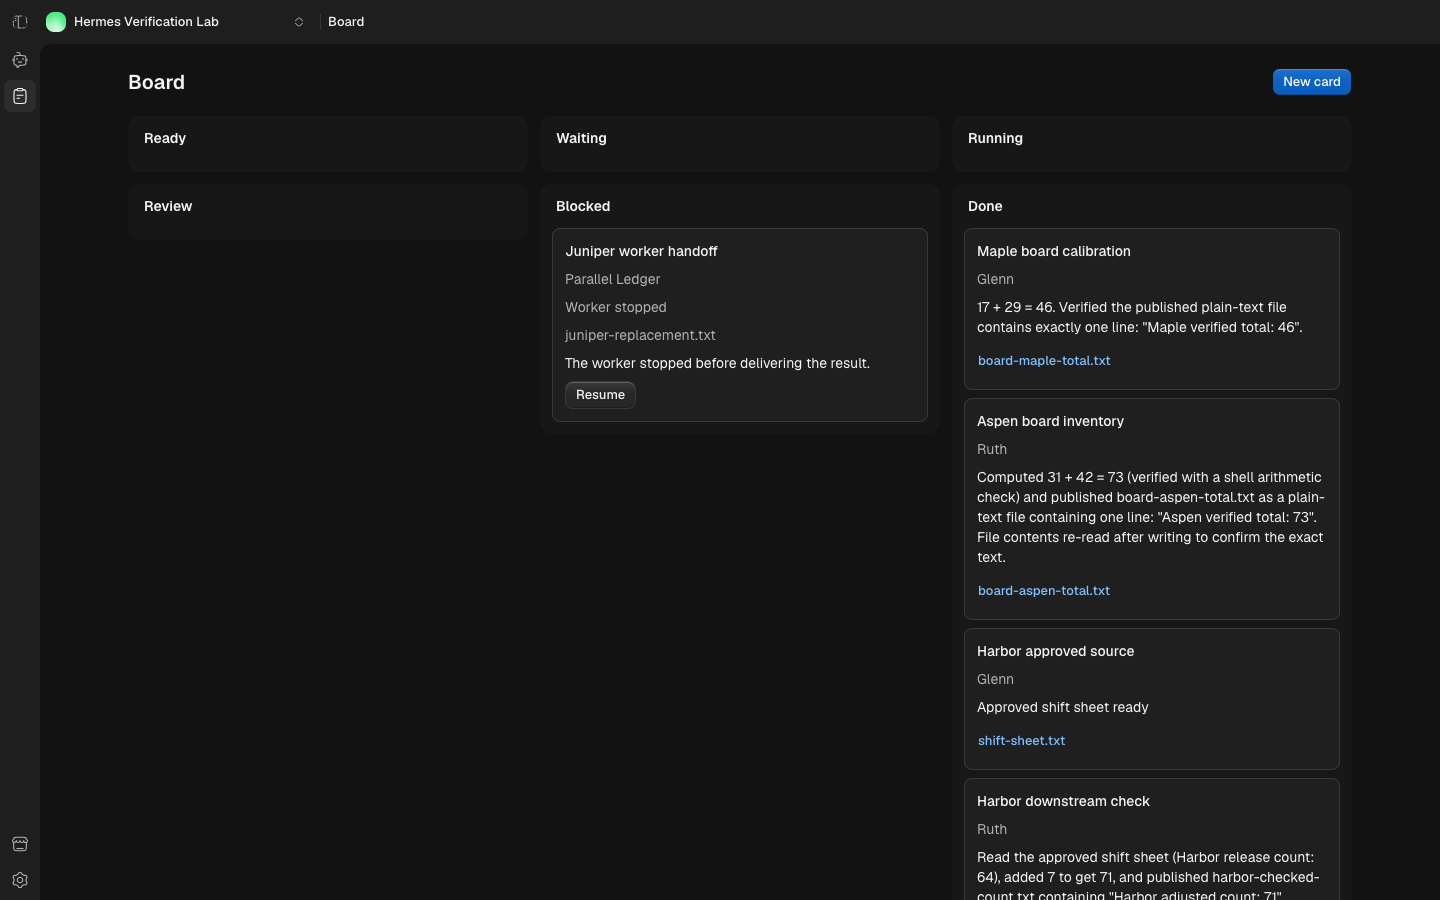 Hermes Verification Lab
Board
Board
New card
Ready
Waiting
Running
Review
Blocked
Juniper worker handoff
Parallel Ledger
Worker stopped
juniper-replacement.txt
The worker stopped before delivering the result.
Resume
Done
Maple board calibration
Glenn
17 + 29 = 46. Verified the published plain-text file
contains exactly one line: "Maple verified total: 46".
board-maple-total.txt
Aspen board inventory
Ruth
Computed 31 + 42 = 73 (verified with a shell arithmetic
check) and published board-aspen-total.txt as a plain-
text file containing one line: "Aspen verified total: 73".
File contents re-read after writing to confirm the exact
text.
board-aspen-total.txt
Harbor approved source
Glenn
Approved shift sheet ready
shift-sheet.txt
Harbor downstream check
Ruth
Read the approved shift sheet (Harbor release count:
64), added 7 to get 71, and published harbor-checked-
count.txt containing "Harbor adjusted count: 71"